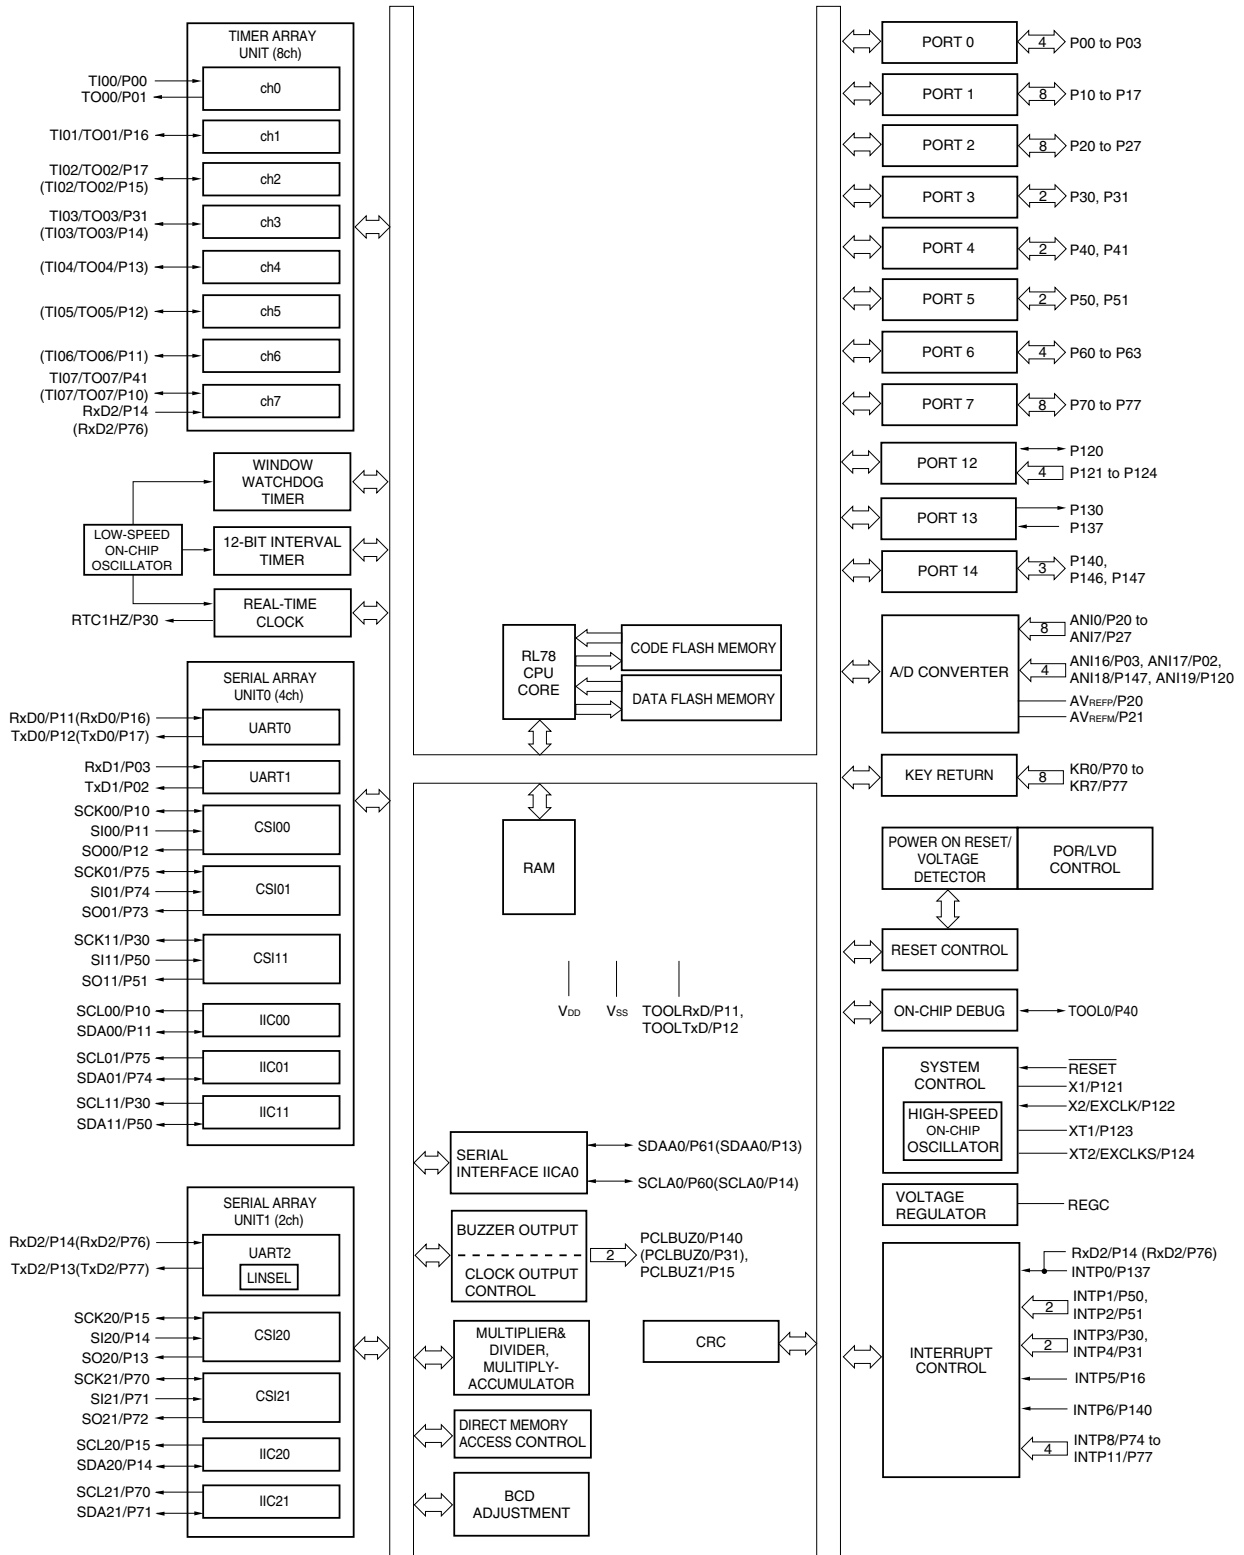 TIMER ARRAY
UNIT (8ch)
TI00/P00
TO00/P01
ch0
TI01/TO01/P16
ch1
TI02/TO02/P17
(TI02/TO02/P15)
ch2
TI03/TO03/P31
(TI03/TO03/P14)
ch3
(TI04/TO04/P13)
ch4
(TI05/TO05/P12)
ch5
(TI06/TO06/P11)
ch6
TI07/TO07/P41
(TI07/TO07/P10)
RxD2/P14
(RxD2/P76)
ch7
WINDOW
WATCHDOG
TIMER
LOW-SPEED
ON-CHIP
OSCILLATOR
12-BIT INTERVAL
TIMER
REAL-TIME
CLOCK
RTC1HZ/P30
SERIAL ARRAY
UNIT0 (4ch)
RxD0/P11(RxD0/P16)
TxD0/P12(TxD0/P17)
UART0
RxD1/P03
TxD1/P02
UART1
SCK00/P10
SI00/P11
SO00/P12
CSI00
SCK01/P75
SI01/P74
SO01/P73
CSI01
SCK11/P30
SI11/P50
SO11/P51
CSI11
SCL00/P10
SDA00/P11
IIC00
SCL01/P75
SDA01/P74
IIC01
SCL11/P30
SDA11/P50
IIC11
SERIAL ARRAY
UNIT1 (2ch)
RxD2/P14(RxD2/P76)
TxD2/P13(TxD2/P77)
UART2
LINSEL
SCK20/P15
SI20/P14
SO20/P13
CSI20
SCK21/P70
SI21/P71
SO21/P72
CSI21
SCL20/P15
SDA20/P14
IIC20
SCL21/P70
SDA21/P71
IIC21
RL78
CPU
CORE
CODE FLASH MEMORY
DATA FLASH MEMORY
RAM
VDD
VSS
TOOLRxD/P11,
TOOLTxD/P12
SERIAL
INTERFACE IICA0
SDAA0/P61(SDAA0/P13)
SCLA0/P60(SCLA0/P14)
BUZZER OUTPUT
CLOCK OUTPUT
CONTROL
2
PCLBUZ0/P140
(PCLBUZ0/P31),
PCLBUZ1/P15
MULTIPLIER&
DIVIDER,
MULITIPLY-
ACCUMULATOR
CRC
DIRECT MEMORY
ACCESS CONTROL
BCD
ADJUSTMENT
PORT 0
4
P00 to P03
PORT 1
8
P10 to P17
PORT 2
8
P20 to P27
PORT 3
2
P30, P31
PORT 4
2
P40, P41
PORT 5
2
P50, P51
PORT 6
4
P60 to P63
PORT 7
8
P70 to P77
PORT 12
P120
4
P121 to P124
PORT 13
P130
P137
PORT 14
3
P140,
P146, P147
A/D CONVERTER
8
ANI0/P20 to
ANI7/P27
4
ANI16/P03, ANI17/P02,
ANI18/P147, ANI19/P120
AVREFP/P20
AVREFM/P21
KEY RETURN
8
KR0/P70 to
KR7/P77
POWER ON RESET/
VOLTAGE
DETECTOR
POR/LVD
CONTROL
RESET CONTROL
ON-CHIP DEBUG
TOOL0/P40
SYSTEM
CONTROL
HIGH-SPEED
ON-CHIP
OSCILLATOR
RESET
X1/P121
X2/EXCLK/P122
XT1/P123
XT2/EXCLKS/P124
VOLTAGE
REGULATOR
REGC
INTERRUPT
CONTROL
RxD2/P14 (RxD2/P76)
INTP0/P137
2
INTP1/P50,
INTP2/P51
2
INTP3/P30,
INTP4/P31
INTP5/P16
INTP6/P140
4
INTP8/P74 to
INTP11/P77